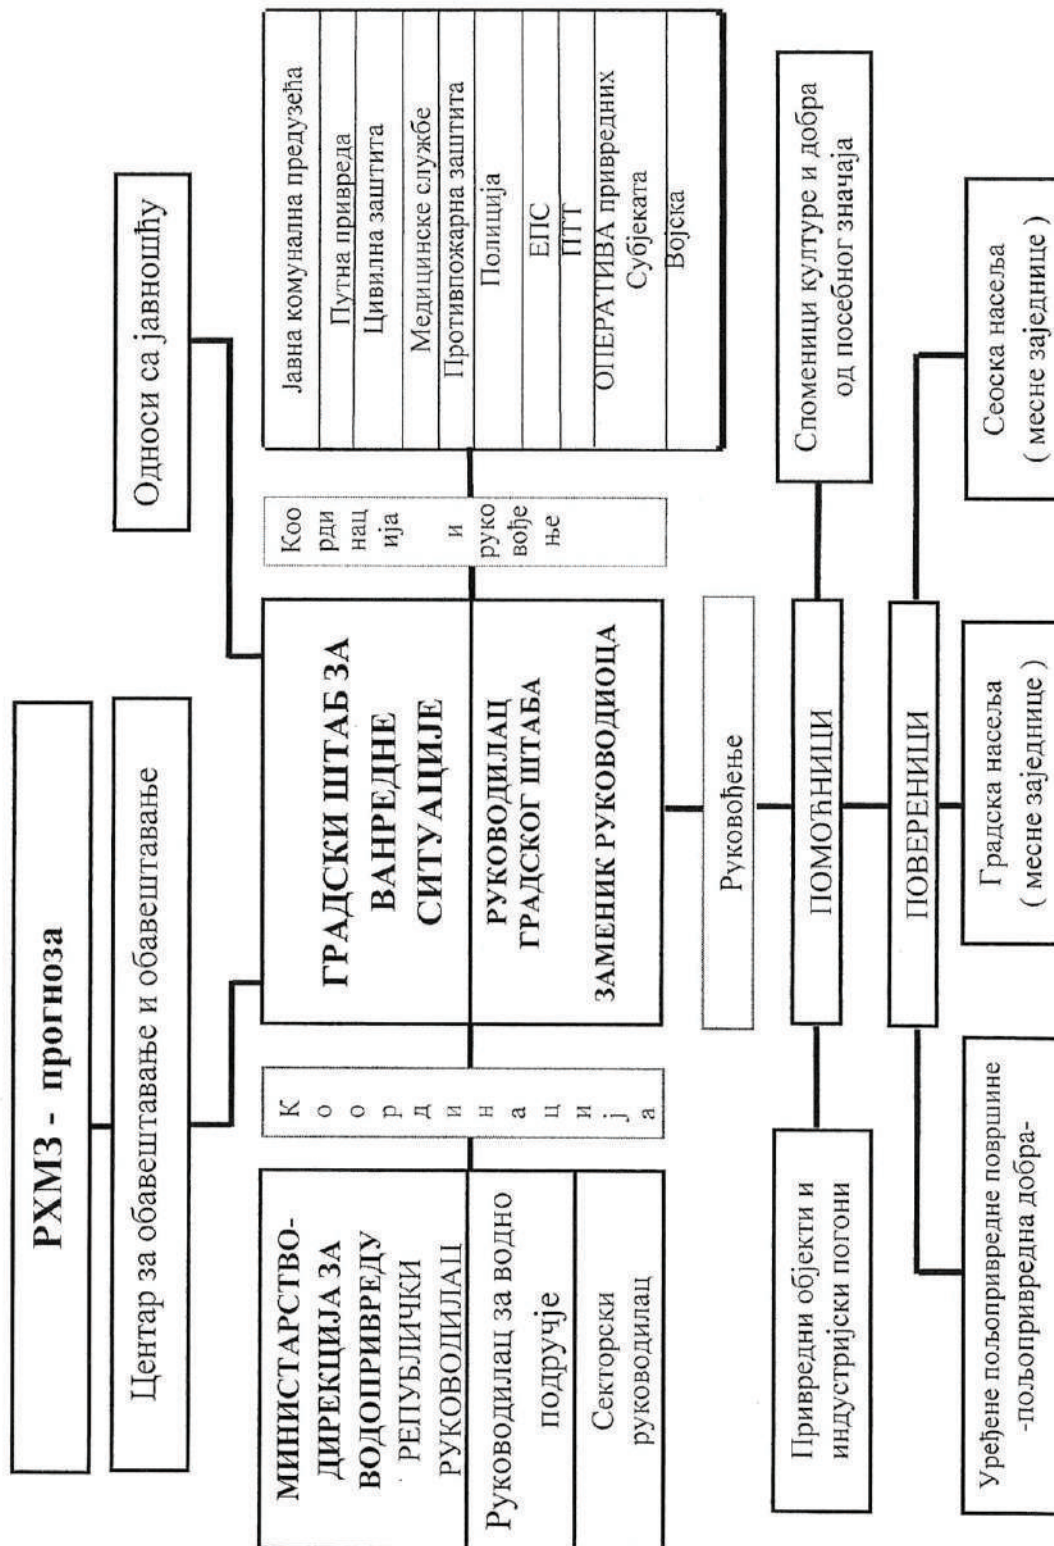 РХМЗ - прогноза
Центар за обавештавање и обавештавање
Односи са јавношћу
МИНИСТАРСТВО-
ДИРЕКЦИЈА ЗА
ВОДОПРИВРЕДУ
РЕПУБЛИЧКИ
РУКОВОДИЛАЦ
Руководилац за водно
подручје
Секторски
руководилац
К
о
о
р
д
и
н
а
ц
и
ј
а
ГРАДСКИ ШТАБ ЗА
ВАНРЕДНЕ
СИТУАЦИЈЕ
РУКОВОДИЛАЦ
ГРАДСКОГ ШТАБА
ЗАМЕНИК РУКОВОДИОЦА
Коо
рди
нац
ија
и
руко
вође
ње
Јавна комунална предузећа
Путна привреда
Цивилна заштита
Медицинске службе
Противпожарна заштита
Полиција
ЕПС
ПТТ
ОПЕРАТИВА привредних
Субјеката
Војска
Руковођење
Привредни објекти и
индустријски погони
ПОМОЋНИЦИ
Споменици културе и добра
од посебног значаја
ПОВЕРЕНИЦИ
Уређене пољопривредне површине
-пољопривредна добра-
Градска насеља
( месне заједнице )
Сеоска насеља
( месне заједнице )